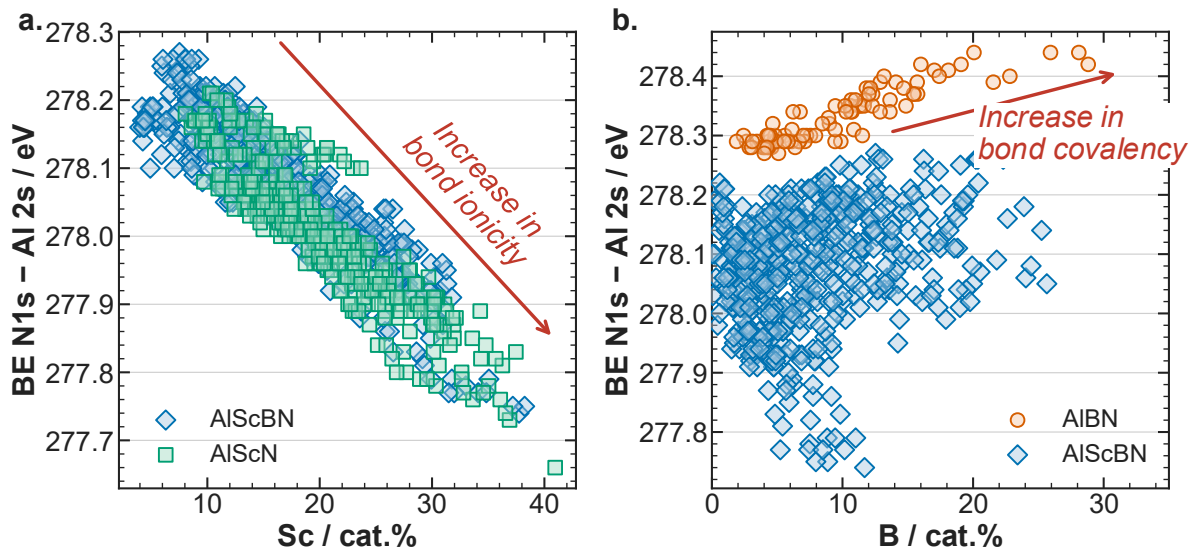 a.
278.3
278.2
278.1
278.0
277.9
277.8
277.7
BE N1s – Al 2s / eV
Increase in
bond ionicity
AlScBN
AlScN
10
20
30
40
Sc / cat.%
b.
278.4
278.3
278.2
278.1
278.0
277.9
277.8
BE N1s – Al 2s / eV
Increase in
bond covalency
AlBN
AlScBN
0
10
20
30
B / cat.%